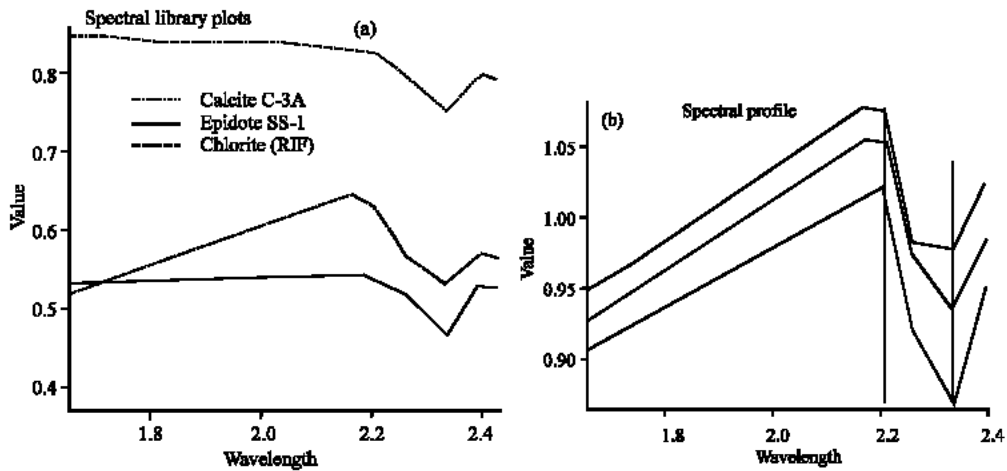 Spectral library plots
(a)
Value
0.8
0.7
0.6
0.5
0.4
Calcite C-3A
Epidote SS-1
Chlorite (RIF)
1.8
2.0
2.2
2.4
Wavelength
(b)
Spectral profile
Value
1.05
1.00
0.95
0.90
1.8
2.0
2.2
2.4
Wavelength